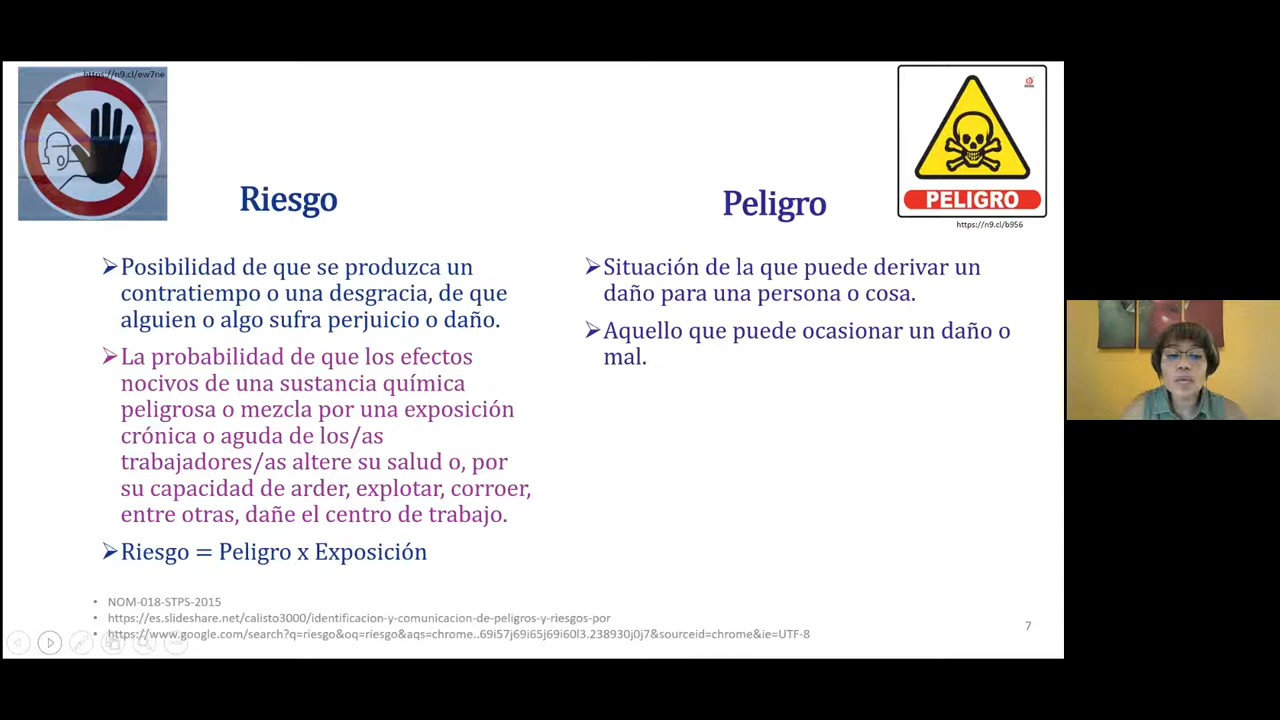 https://n9.cl/ew7ne
PELIGRO
https://n9.cl/b956
Riesgo
Peligro
➢Posibilidad de que se produzca un
contratiempo o una desgracia, de que
alguien o algo sufra perjuicio o daño.
➢La probabilidad de que los efectos
nocivos de una sustancia química
peligrosa o mezcla por una exposición
crónica o aguda de los/as
trabajadores/as altere su salud o, por
su capacidad de arder, explotar, corroer,
entre otras, dañe el centro de trabajo.
➢Riesgo = Peligro x Exposición
➢Situación de la que puede derivar un
daño para una persona o cosa.
➢Aquello que puede ocasionar un daño o
mal.
• NOM-018-STPS-2015
• https://es.slideshare.net/calisto3000/identificacion-y-comunicacion-de-peligros-y-riesgos-por
• https://www.google.com/search?q=riesgo&oq=riesgo&aqs=chrome..69i57j69i65j69i60l3.238930j0j7&sourceid=chrome&ie=UTF-8
7